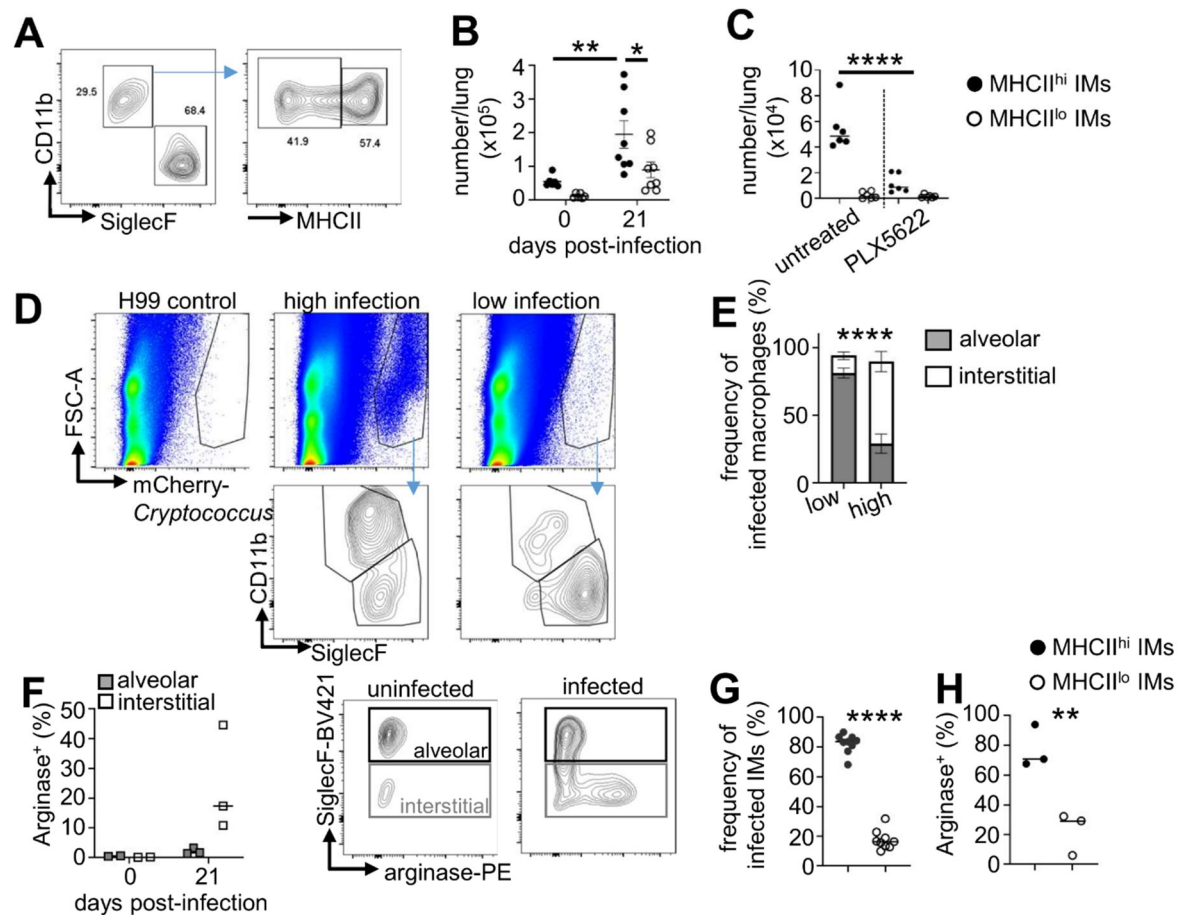 A
CD11b
29.5
68.4
SiglecF
41.9
57.4
MHCII
B
number/lung
(x10⁵)
4
3
2
1
0
**
*
0
21
days post-infection
C
number/lung
(x10⁴)
10
8
6
4
2
0
****
untreated
PLX5622
MHCIIʰⁱ IMs
MHCIIˡᵒ IMs
D
H99 control
high infection
low infection
FSC-A
mCherry-
Cryptococcus
CD11b
SiglecF
E
frequency of
infected macrophages (%)
100
50
0
****
low
high
alveolar
interstitial
F
alveolar
interstitial
Arginase⁺ (%)
50
40
30
20
10
0
0
21
days post-infection
uninfected
infected
SiglecF-BV421
alveolar
interstitial
arginase-PE
G
frequency of
infected IMs (%)
100
80
60
40
20
0
****
H
MHCIIʰⁱ IMs
MHCIIˡᵒ IMs
Arginase⁺ (%)
100
80
60
40
20
0
**